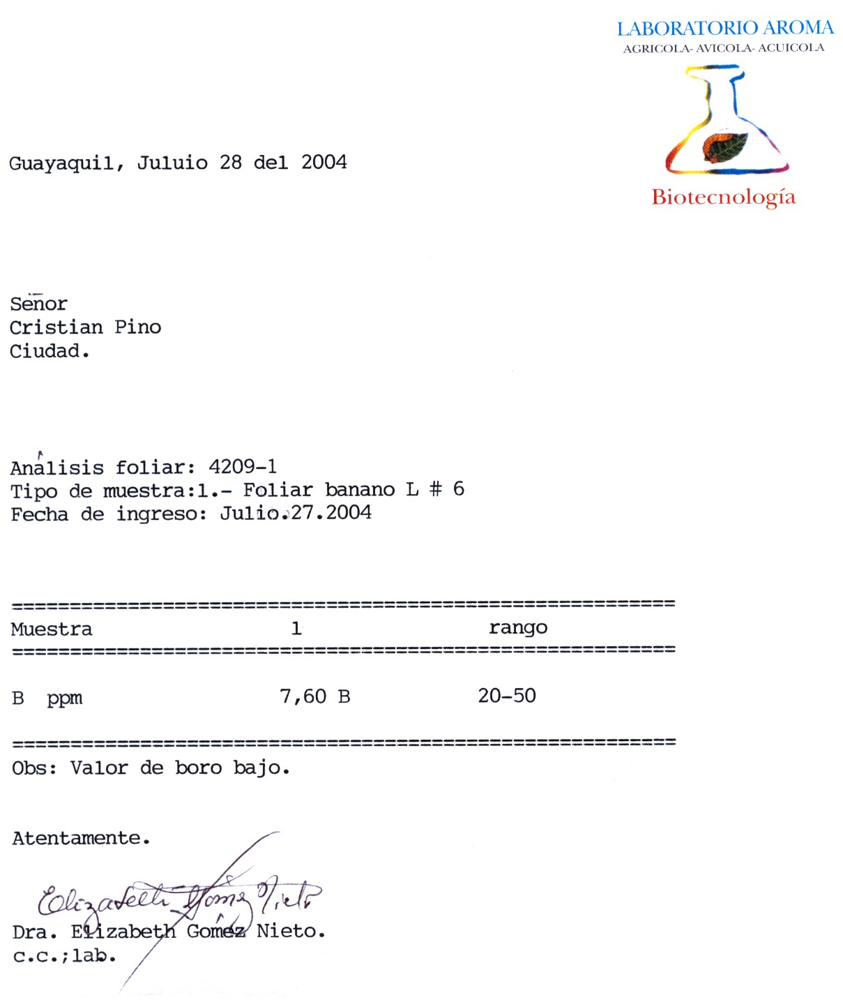 LABORATORIO AROMA
AGRICOLA- AVICOLA- ACUICOLA
Biotecnología
Guayaquil, Juluio 28 del 2004
Señor
Cristian Pino
Ciudad.
Análisis foliar: 4209-1
Tipo de muestra:1.- Foliar banano L # 6
Fecha de ingreso: Julio.27.2004
Muestra 1 rango
B ppm 7,60 B 20-50
Obs: Valor de boro bajo.
Atentamente.
Elizabeth Gómez Nieto
Dra. Elizabeth Goméz Nieto.
c.c.;lab.